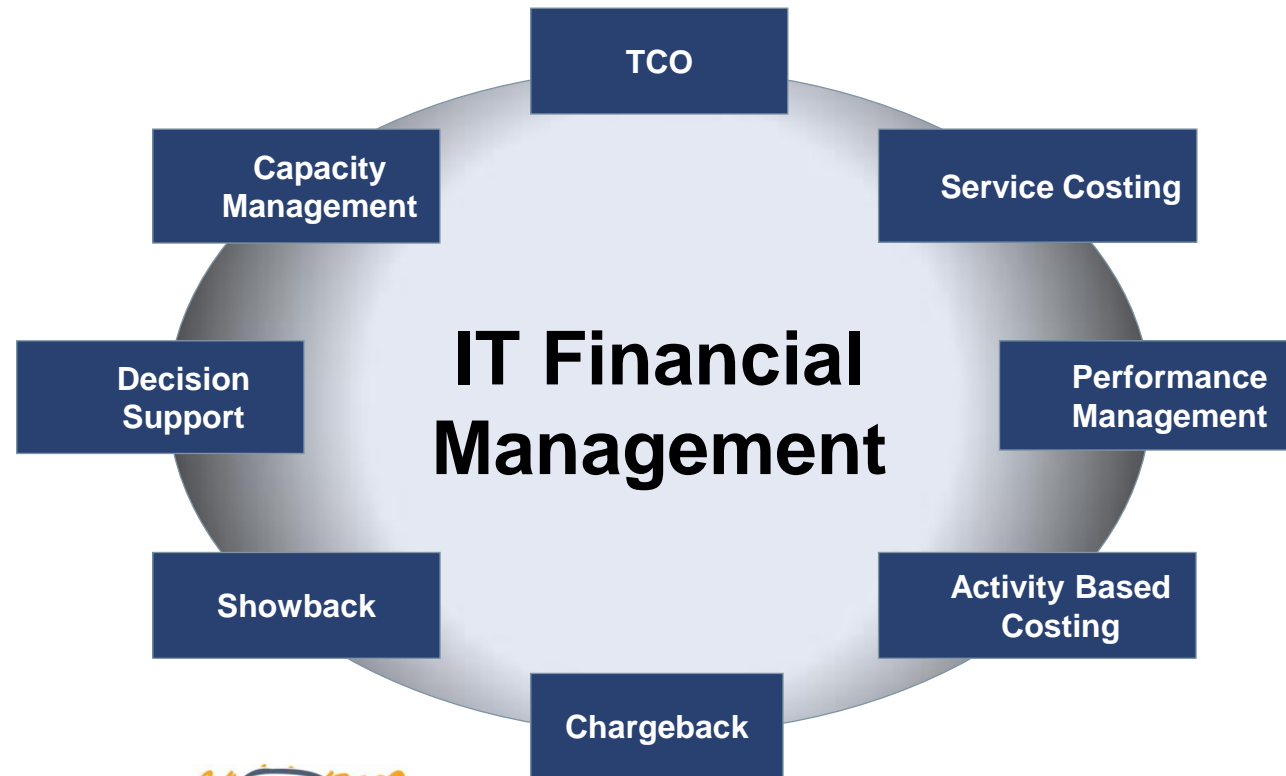 TCO
Capacity
Management
Service Costing
IT Financial
Management
Decision
Support
Performance
Management
Showback
Activity Based
Costing
Chargeback